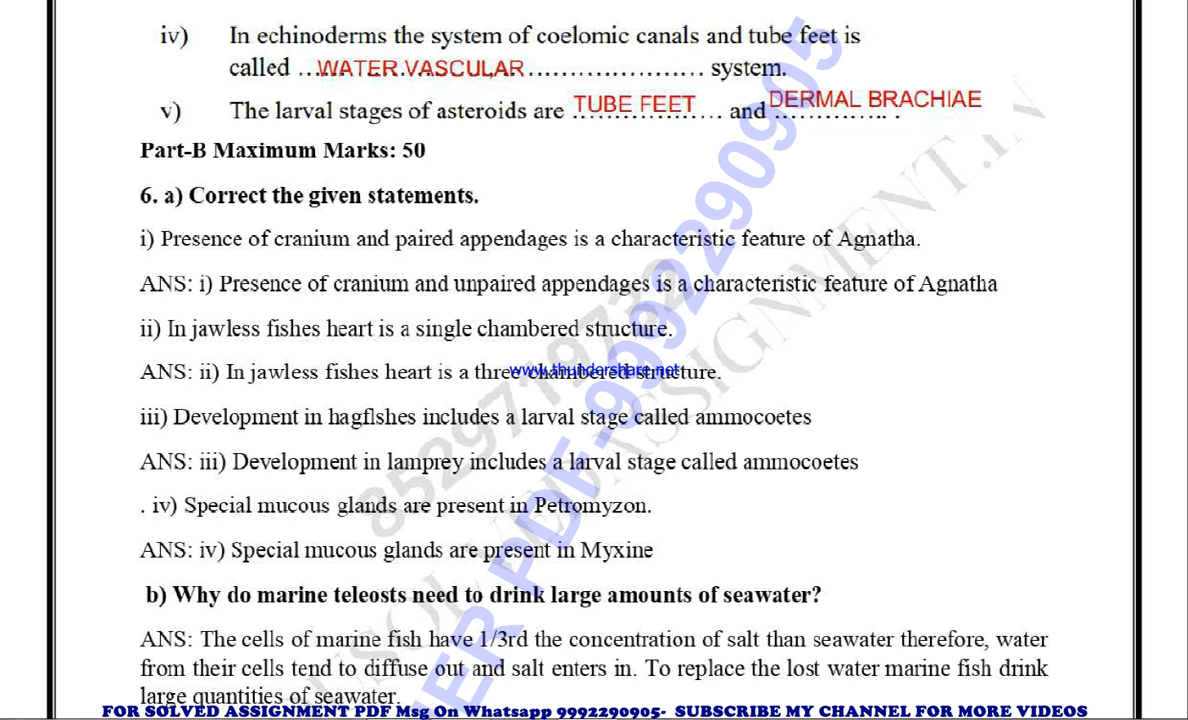 iv) In echinoderms the system of coelomic canals and tube feet is
called ...WATER.VASCULAR........................ system.
v) The larval stages of asteroids are TUBE FEET and DERMAL BRACHIAE .
Part-B Maximum Marks: 50
6. a) Correct the given statements.
i) Presence of cranium and paired appendages is a characteristic feature of Agnatha.
ANS: i) Presence of cranium and unpaired appendages is a characteristic feature of Agnatha
ii) In jawless fishes heart is a single chambered structure.
ANS: ii) In jawless fishes heart is a three chambered structure.
www.thundershare.net
iii) Development in hagflshes includes a larval stage called ammocoetes
ANS: iii) Development in lamprey includes a larval stage called ammocoetes
. iv) Special mucous glands are present in Petromyzon.
ANS: iv) Special mucous glands are present in Myxine
b) Why do marine teleosts need to drink large amounts of seawater?
ANS: The cells of marine fish have 1/3rd the concentration of salt than seawater therefore, water
from their cells tend to diffuse out and salt enters in. To replace the lost water marine fish drink
large quantities of seawater.
FOR SOLVED ASSIGNMENT PDF Msg On Whatsapp 9992290905- SUBSCRIBE MY CHANNEL FOR MORE VIDEOS
PDF-9992290905